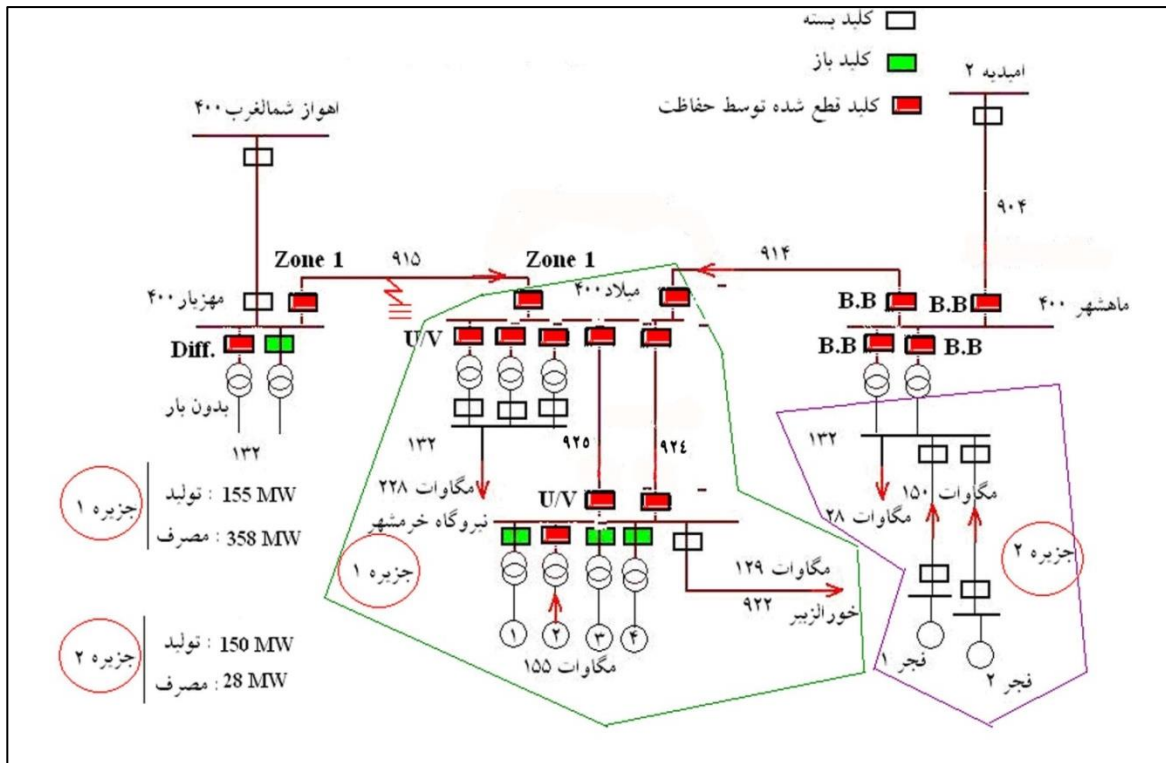 کلید بسته
کلید باز
کلید قطع شده توسط حفاظت
امیدیه ۲
اهواز شمالغرب ۴۰۰
۹۰۴
Zone 1
۹۱۵
Zone 1
۹۱۴
میلاد ۴۰۰
مهزیار ۴۰۰
B.B
B.B
ماهشهر ۴۰۰
Diff.
U/V
B.B
B.B
بدون بار
۱۳۲
۱۳۲
۹۲۵
۹۲۴
۱۳۲
۲۲۸ مگاوات
نیروگاه خرمشهر
U/V
۱۵۰ مگاوات
۲۸ مگاوات
جزیره ۱
تولید : 155 MW
مصرف : 358 MW
جزیره ۱
۱۲۹ مگاوات
۹۲۲
خورالزبیر
جزیره ۲
۱
۲
۳
۴
۱۵۵ مگاوات
فجر ۱
فجر ۲
جزیره ۲
تولید : 150 MW
مصرف : 28 MW